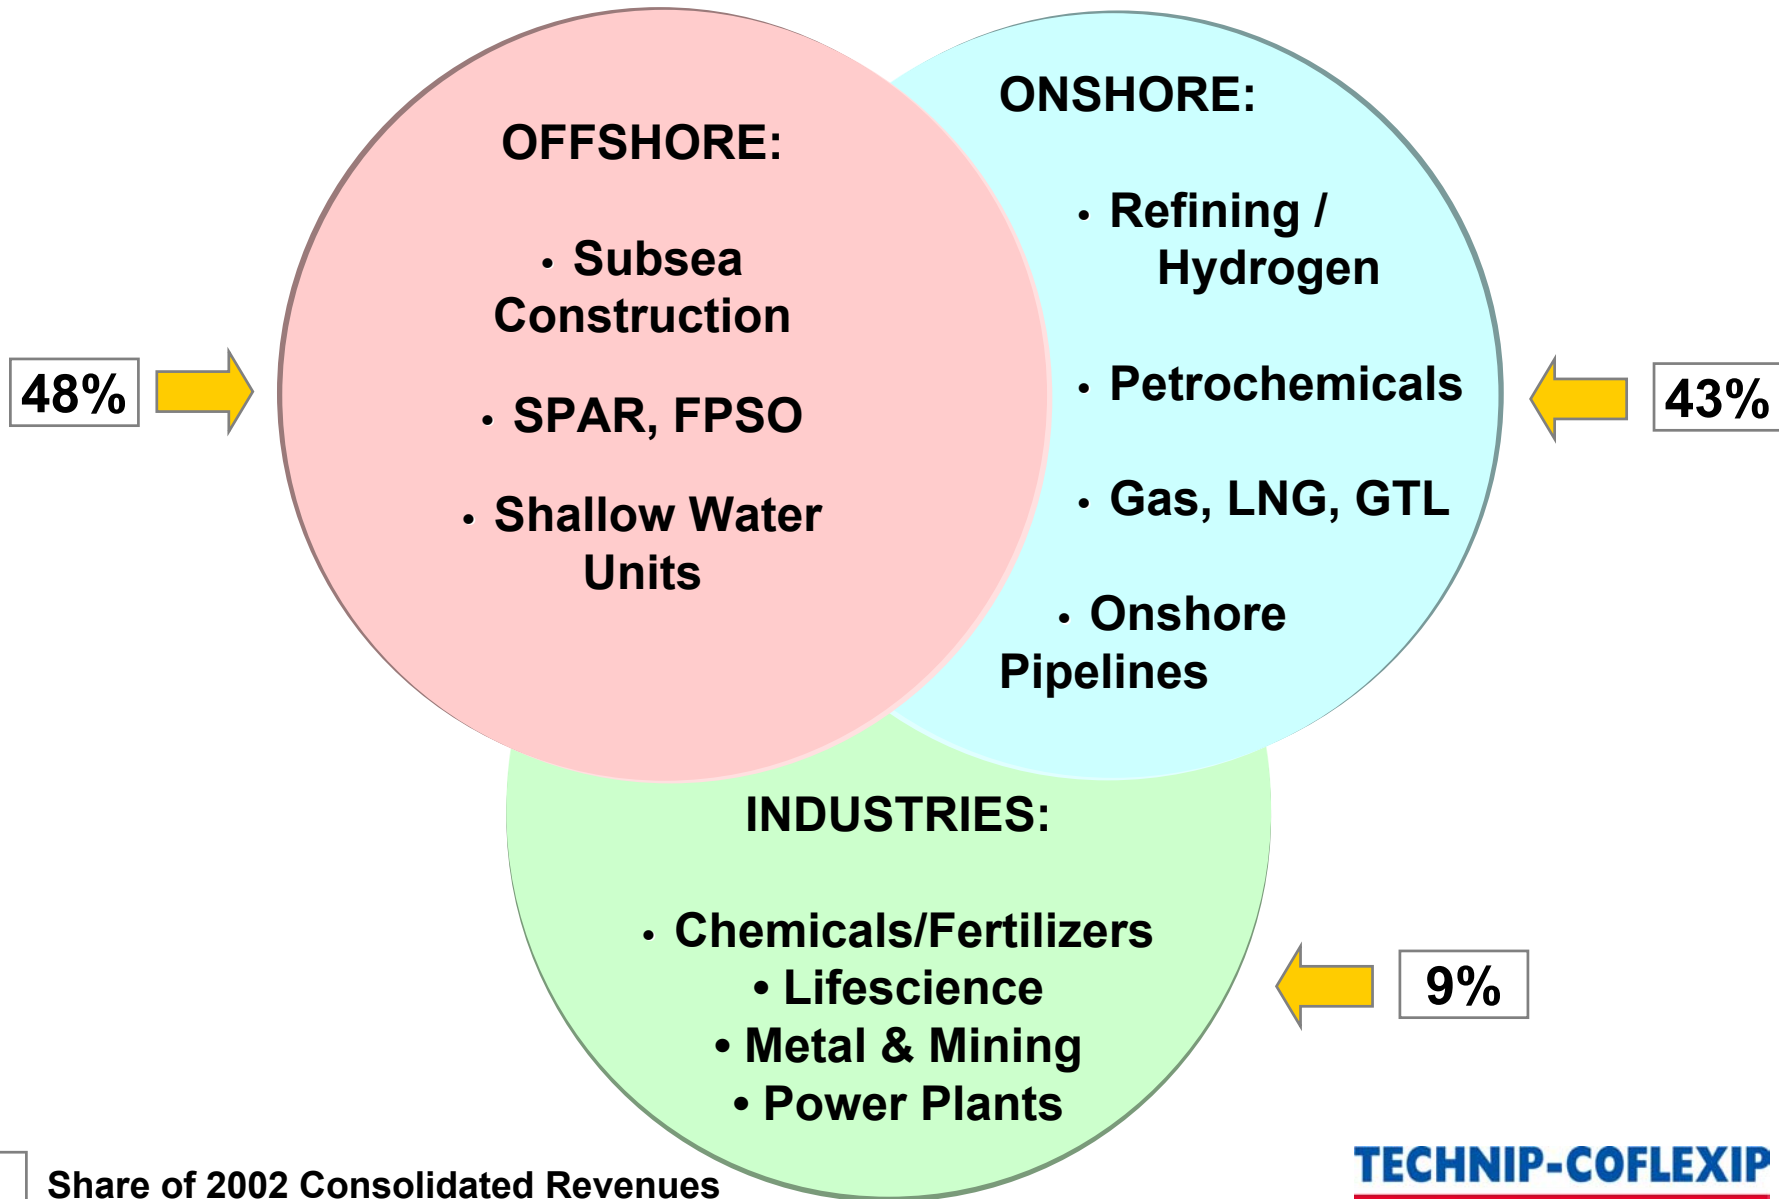 OFFSHORE:
• Subsea
Construction
• SPAR, FPSO
• Shallow Water
Units
48%
ONSHORE:
• Refining /
Hydrogen
• Petrochemicals
• Gas, LNG, GTL
• Onshore
Pipelines
43%
INDUSTRIES:
• Chemicals/Fertilizers
• Lifescience
• Metal & Mining
• Power Plants
9%
Share of 2002 Consolidated Revenues
TECHNIP-COFLEXIP